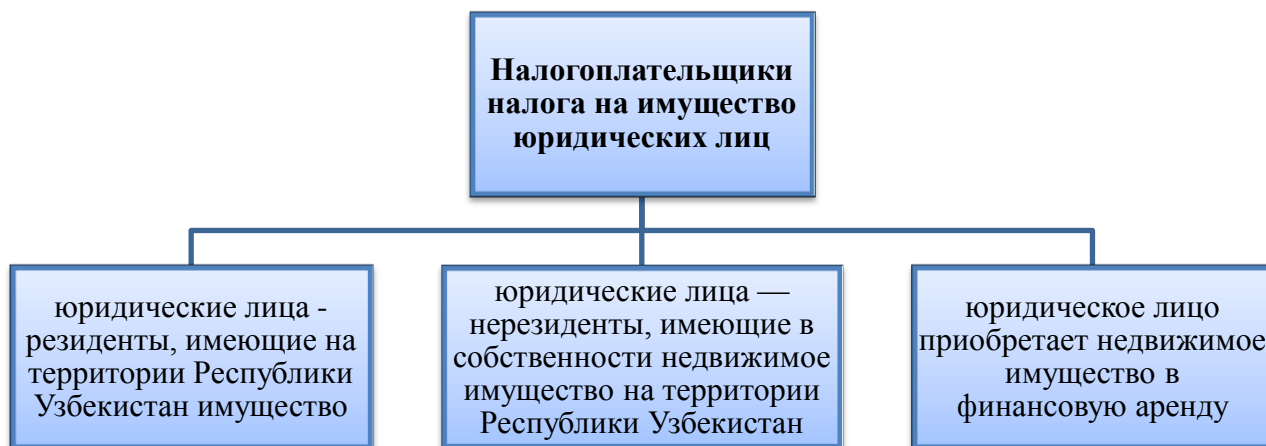 Налогоплательщики
налога на имущество
юридических лиц
юридические лица -
резиденты, имеющие на
территории Республики
Узбекистан имущество
юридические лица —
нерезиденты, имеющие в
собственности недвижимое
имущество на территории
Республики Узбекистан
юридическое лицо
приобретает недвижимое
имущество в
финансовую аренду